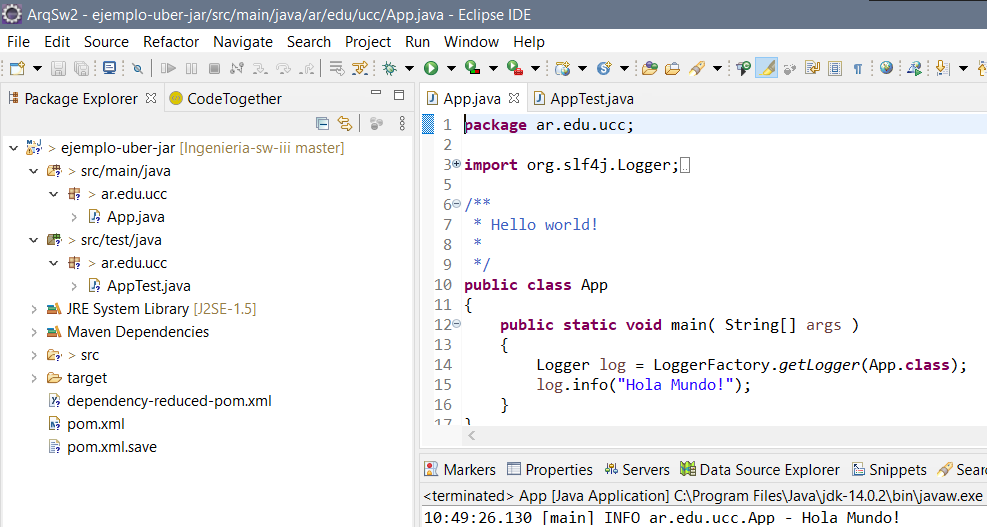 ArqSw2 - ejemplo-uber-jar/src/main/java/ar/edu/ucc/App.java - Eclipse IDE
File Edit Source Refactor Navigate Search Project Run Window Help
Package Explorer CodeTogether
> ejemplo-uber-jar [Ingenieria-sw-iii master]
> src/main/java
> ar.edu.ucc
App.java
> src/test/java
> ar.edu.ucc
AppTest.java
JRE System Library [J2SE-1.5]
Maven Dependencies
> src
target
dependency-reduced-pom.xml
pom.xml
pom.xml.save
App.java AppTest.java
1 package ar.edu.ucc;
2
3 import org.slf4j.Logger;
5
6 /**
7 * Hello world!
8 *
9 */
10 public class App
11 {
12 public static void main( String[] args )
13 {
14 Logger log = LoggerFactory.getLogger(App.class);
15 log.info("Hola Mundo!");
16 }
17 }
Markers Properties Servers Data Source Explorer Snippets Sear
<terminated> App [Java Application] C:\Program Files\Java\jdk-14.0.2\bin\javaw.exe
10:49:26.130 [main] INFO ar.edu.ucc.App - Hola Mundo!